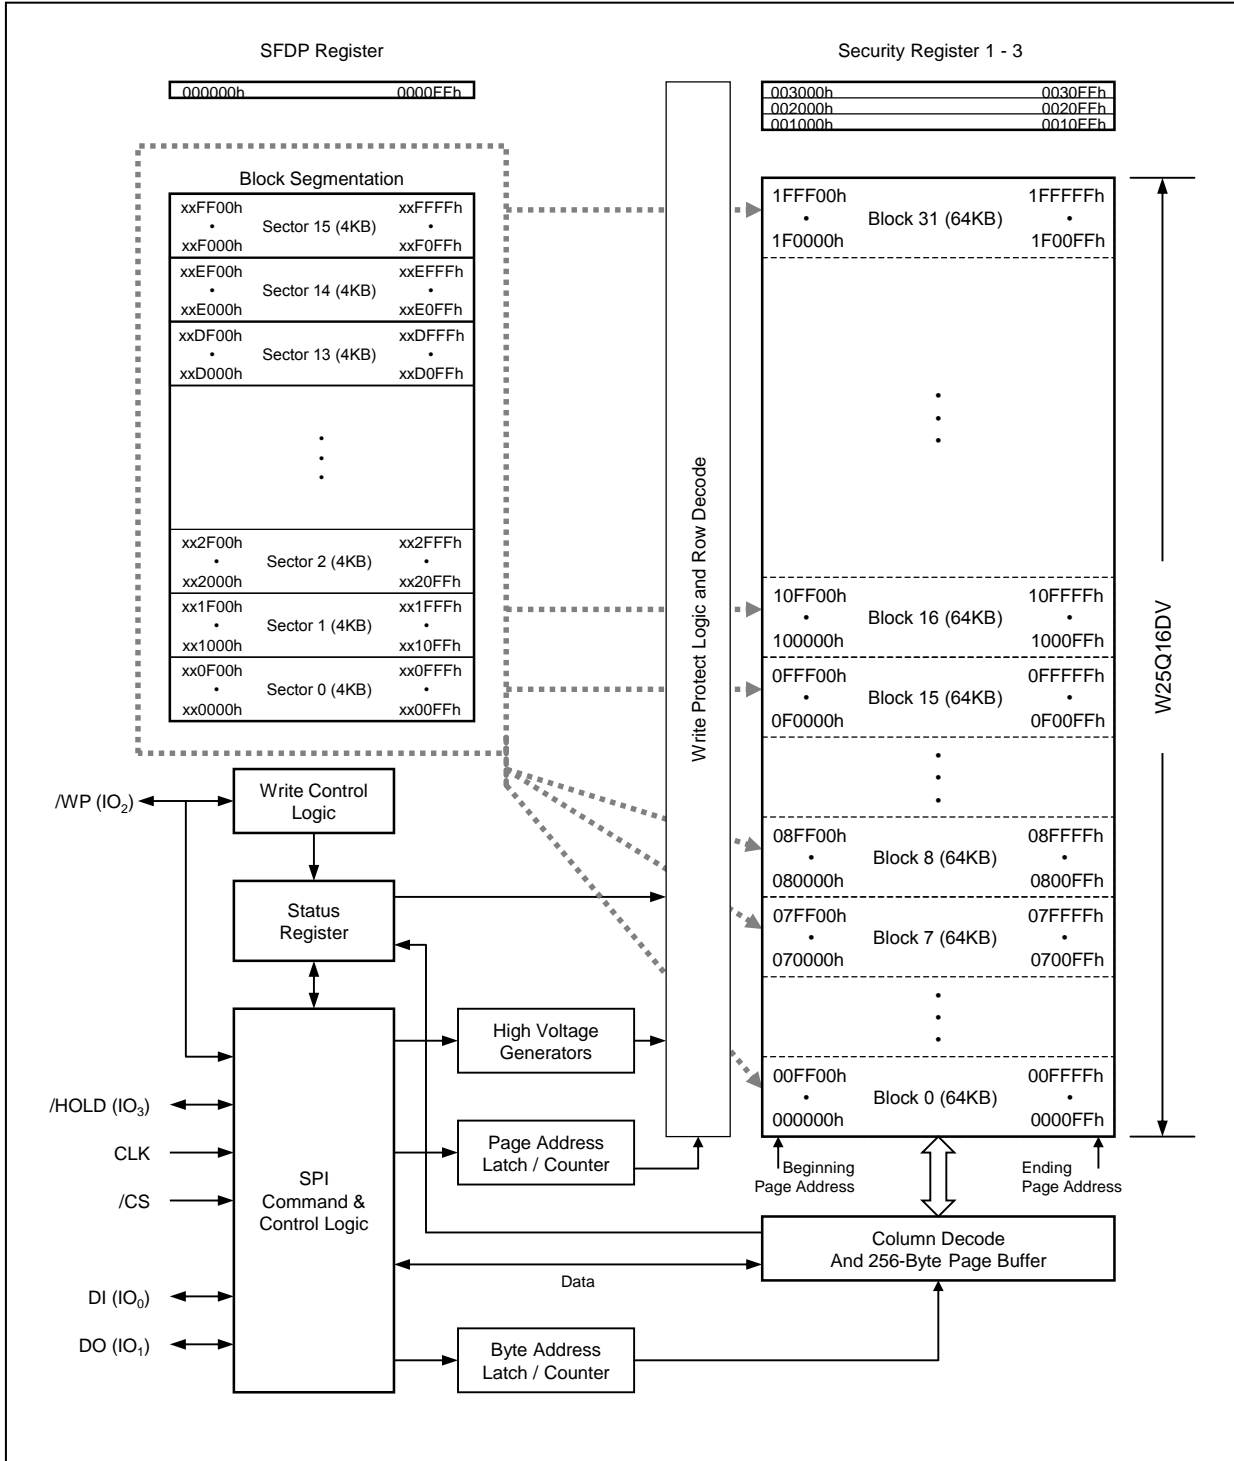 SFDP Register
000000h 0000FFh
Security Register 1 - 3
003000h 0030FFh
002000h 0020FFh
001000h 0010FFh
Block Segmentation
xxFF00h xxFFFFh
• Sector 15 (4KB) •
xxF000h xxF0FFh
xxEF00h xxEFFFh
• Sector 14 (4KB) •
xxE000h xxE0FFh
xxDF00h xxDFFFh
• Sector 13 (4KB) •
xxD000h xxD0FFh
xx2F00h xx2FFFh
• Sector 2 (4KB) •
xx2000h xx20FFh
xx1F00h xx1FFFh
• Sector 1 (4KB) •
xx1000h xx10FFh
xx0F00h xx0FFFh
• Sector 0 (4KB) •
xx0000h xx00FFh
Write Protect Logic and Row Decode
1FFF00h 1FFFFFh
• Block 31 (64KB) •
1F0000h 1F00FFh
10FF00h 10FFFFh
• Block 16 (64KB) •
100000h 1000FFh
0FFF00h 0FFFFFh
• Block 15 (64KB) •
0F0000h 0F00FFh
08FF00h 08FFFFh
• Block 8 (64KB) •
080000h 0800FFh
07FF00h 07FFFFh
• Block 7 (64KB) •
070000h 0700FFh
00FF00h 00FFFFh
• Block 0 (64KB) •
000000h 0000FFh
W25Q16DV
Beginning
Page Address
Ending
Page Address
/WP (IO2)
Write Control
Logic
Status
Register
High Voltage
Generators
/HOLD (IO3)
CLK
/CS
Page Address
Latch / Counter
SPI
Command &
Control Logic
Column Decode
And 256-Byte Page Buffer
Data
DI (IO0)
DO (IO1)
Byte Address
Latch / Counter